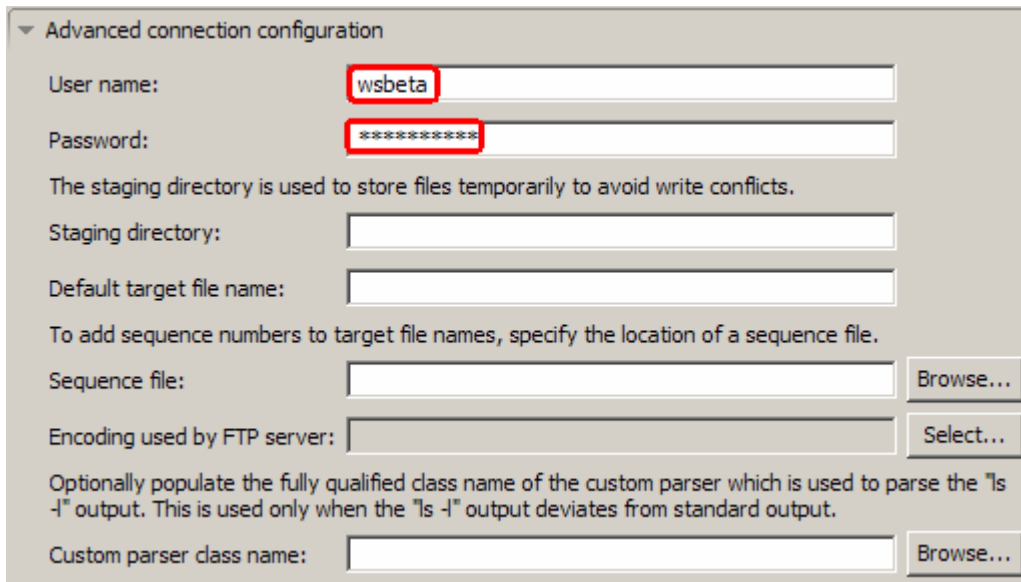 Advanced connection configuration
User name: wsbeta
Password: **********
The staging directory is used to store files temporarily to avoid write conflicts.
Staging directory:
Default target file name:
To add sequence numbers to target file names, specify the location of a sequence file.
Sequence file: Browse...
Encoding used by FTP server: Select...
Optionally populate the fully qualified class name of the custom parser which is used to parse the "ls
-l" output. This is used only when the "ls -l" output deviates from standard output.
Custom parser class name: Browse...